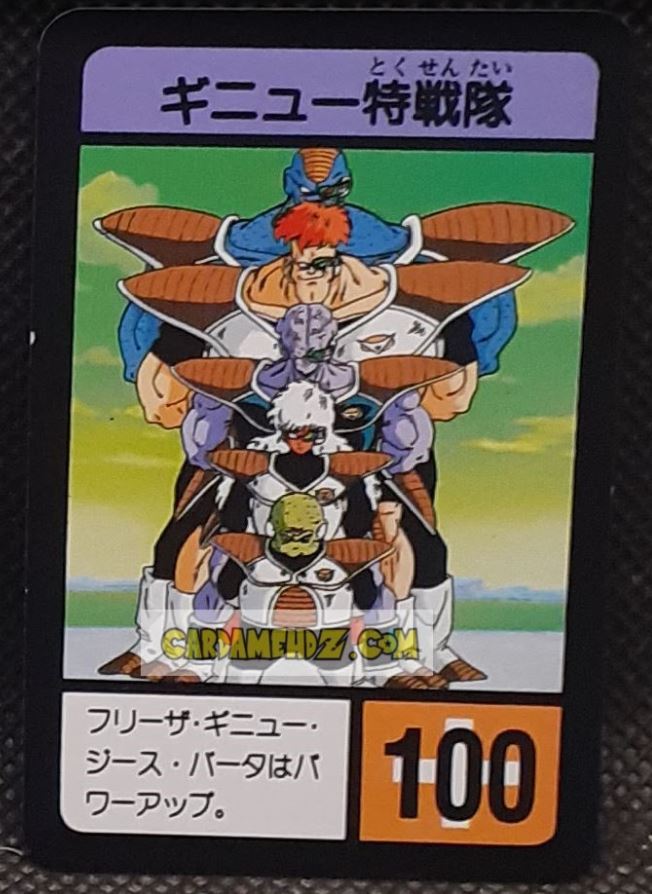 とくせんたい
ギニュー特戦隊
CARDAMEHDZ.COM
フリーザ・ギニュー・
ジース・バータはパ
ワーアップ。
+100